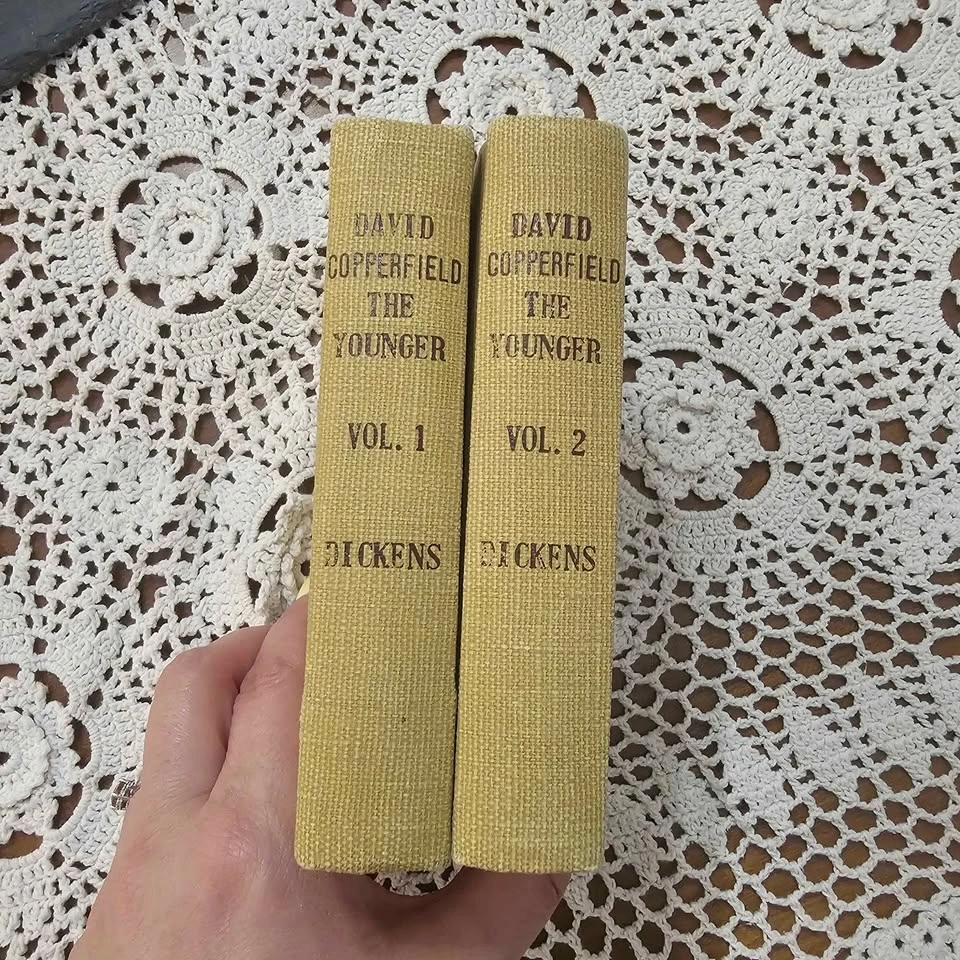 DAVID
COPPERFIELD
THE
YOUNGER
VOL. 1
DICKENS
DAVID
COPPERFIELD
THE
YOUNGER
VOL. 2
DICKENS